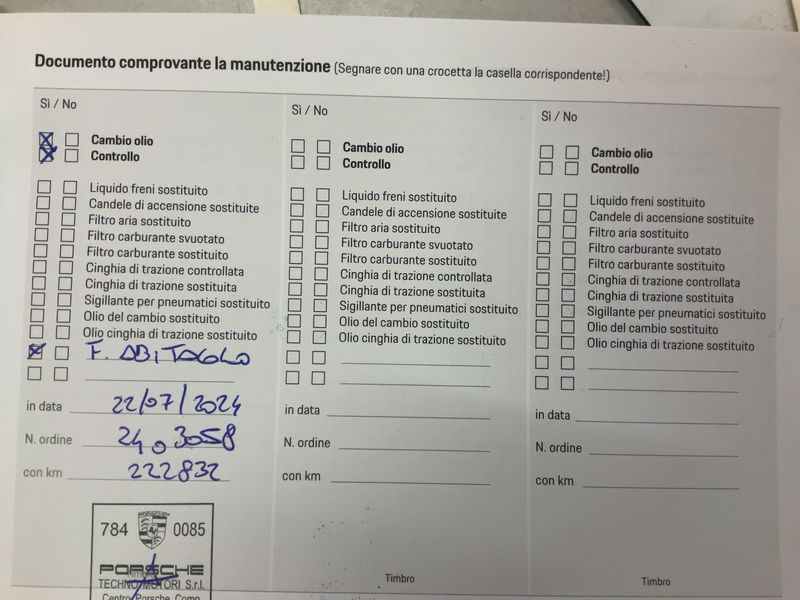 Documento comprovante la manutenzione (Segnare con una crocetta la casella corrispondente!)
Sì / No
Cambio olio
Controllo
Liquido freni sostituito
Candele di accensione sostituite
Filtro aria sostituito
Filtro carburante svuotato
Filtro carburante sostituito
Cinghia di trazione controllata
Cinghia di trazione sostituita
Sigillante per pneumatici sostituito
Olio del cambio sostituito
Olio cinghia di trazione sostituito
F. ABITACOLO
in data 22/07/2024
N. ordine 2403058
con km 222832
784 0085
PORSCHE
TECHNO MOTORI S.r.l.
Centro Porsche Como
Sì / No
Cambio olio
Controllo
Liquido freni sostituito
Candele di accensione sostituite
Filtro aria sostituito
Filtro carburante svuotato
Filtro carburante sostituito
Cinghia di trazione controllata
Cinghia di trazione sostituita
Sigillante per pneumatici sostituito
Olio del cambio sostituito
Olio cinghia di trazione sostituito
in data
N. ordine
con km
Timbro
Sì / No
Cambio olio
Controllo
Liquido freni sostituito
Candele di accensione sostituite
Filtro aria sostituito
Filtro carburante svuotato
Filtro carburante sostituito
Cinghia di trazione controllata
Cinghia di trazione sostituita
Sigillante per pneumatici sostituito
Olio del cambio sostituito
Olio cinghia di trazione sostituito
in data
N. ordine
con km
Timbro